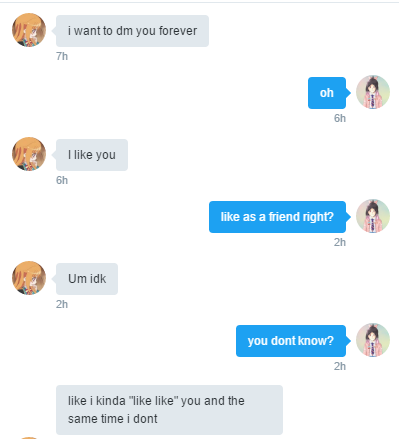 i want to dm you forever
7h
oh
6h
I like you
6h
like as a friend right?
2h
Um idk
2h
you dont know?
2h
like i kinda "like like" you and the
same time i dont